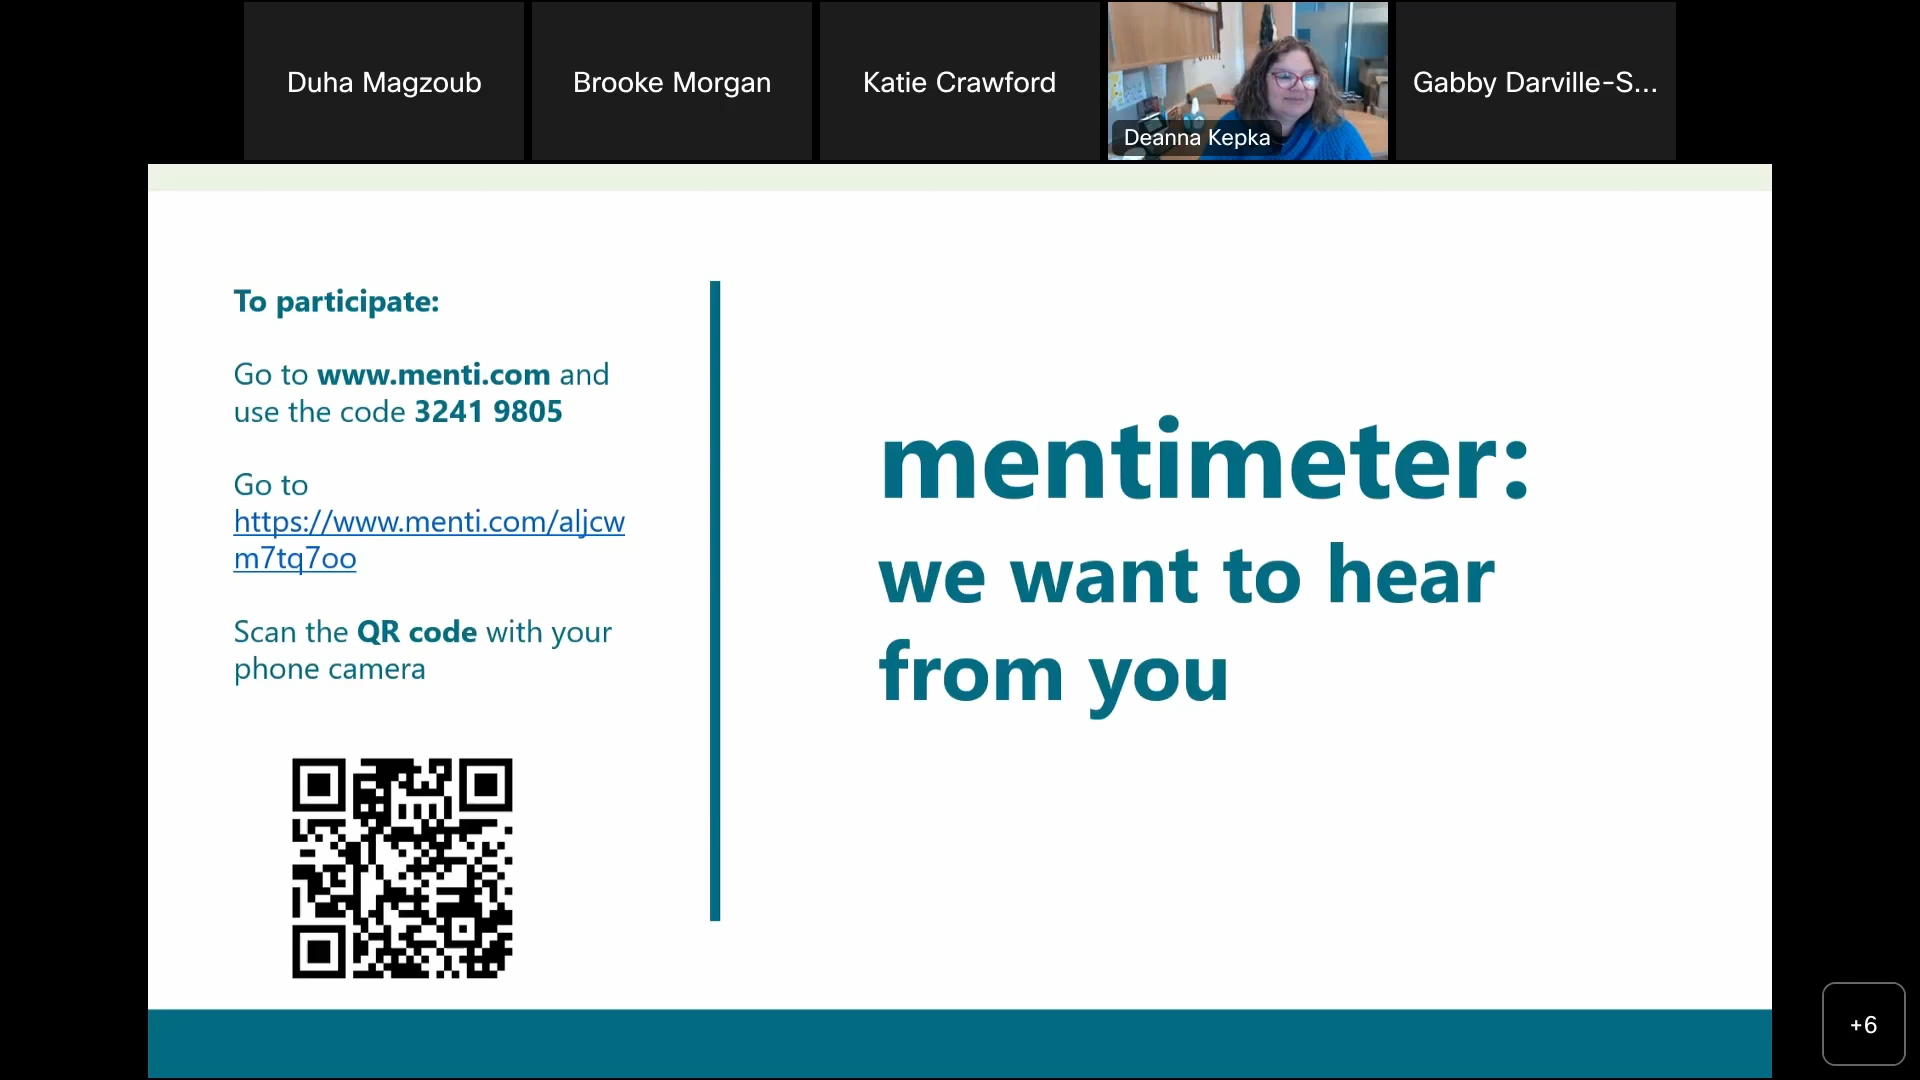 Duha Magzoub
Brooke Morgan
Katie Crawford
Deanna Kepka
Gabby Darville-S...
To participate:
Go to www.menti.com and
use the code 3241 9805
Go to
https://www.menti.com/aljcw
m7tq7oo
Scan the QR code with your
phone camera
mentimeter:
we want to hear
from you
+6